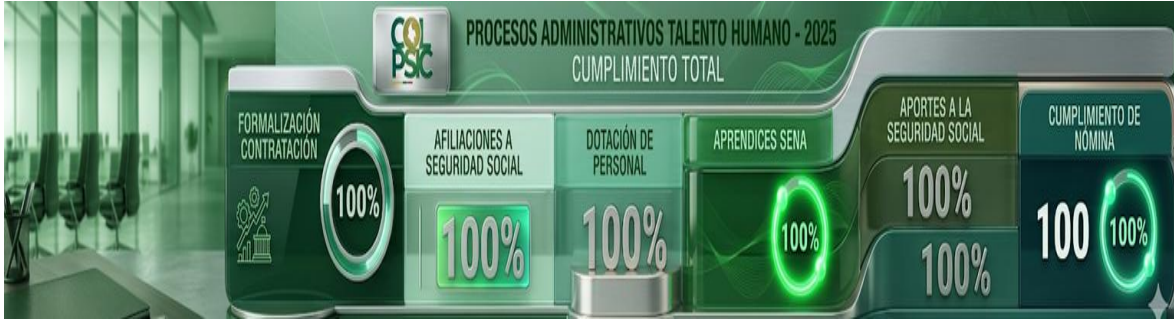 COL
PSIC
PROCESOS ADMINISTRATIVOS TALENTO HUMANO - 2025
CUMPLIMIENTO TOTAL
FORMALIZACIÓN
CONTRATACIÓN
100%
AFILIACIONES A
SEGURIDAD SOCIAL
100%
DOTACIÓN DE
PERSONAL
100%
APRENDICES SENA
100%
APORTES A LA
SEGURIDAD SOCIAL
100%
100%
CUMPLIMIENTO DE
NÓMINA
100
100%